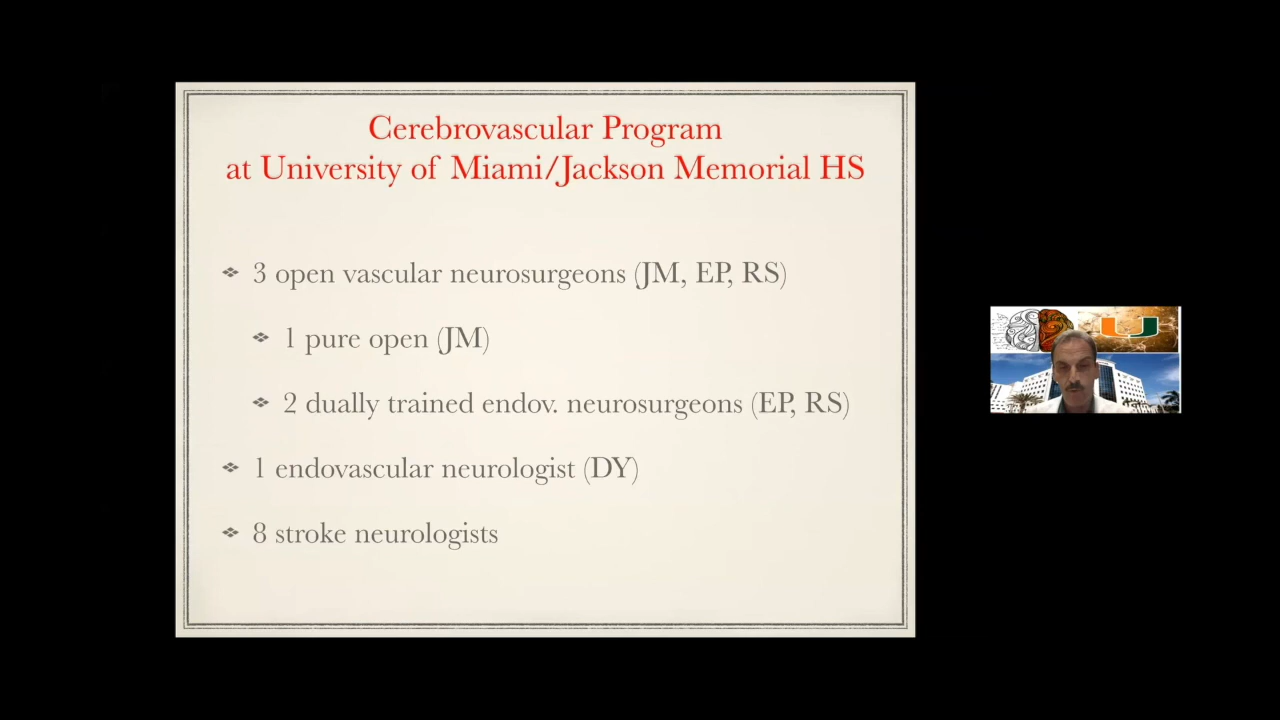 Cerebrovascular Program
at University of Miami/Jackson Memorial HS
3 open vascular neurosurgeons (JM, EP, RS)
1 pure open (JM)
2 dually trained endov. neurosurgeons (EP, RS)
1 endovascular neurologist (DY)
8 stroke neurologists
U